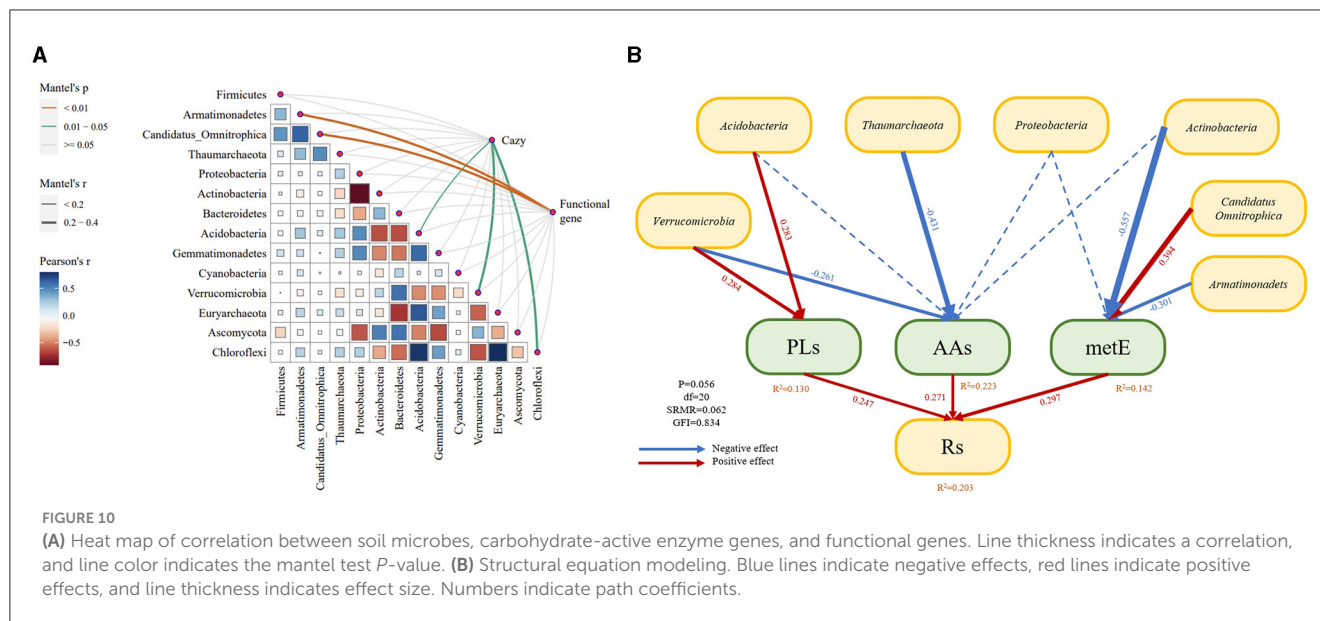 A
Mantel's p
< 0.01
0.01 − 0.05
>= 0.05
Mantel's r
< 0.2
0.2 − 0.4
Pearson's r
0.5
0.0
−0.5
Firmicutes
Armatimonadetes
Candidatus_Omnitrophica
Thaumarchaeota
Proteobacteria
Actinobacteria
Bacteroidetes
Acidobacteria
Gemmatimonadetes
Cyanobacteria
Verrucomicrobia
Euryarchaeota
Ascomycota
Chloroflexi
Cazy
Functional
gene
Firmicutes
Armatimonadetes
Candidatus_Omnitrophica
Thaumarchaeota
Proteobacteria
Actinobacteria
Bacteroidetes
Acidobacteria
Gemmatimonadetes
Cyanobacteria
Verrucomicrobia
Euryarchaeota
Ascomycota
Chloroflexi
B
Acidobacteria
Thaumarchaeota
Proteobacteria
Actinobacteria
Verrucomicrobia
Candidatus
Omnitrophica
Armatimonadets
0.283
-0.431
-0.557
0.394
-0.301
0.284
-0.261
PLs
AAs
metE
R²=0.130
R²=0.223
R²=0.142
0.247
0.271
0.297
P=0.056
df=20
SRMR=0.062
GFI=0.834
Negative effect
Positive effect
Rs
R²=0.203
FIGURE 10
(A) Heat map of correlation between soil microbes, carbohydrate-active enzyme genes, and functional genes. Line thickness indicates a correlation,
and line color indicates the mantel test P-value. (B) Structural equation modeling. Blue lines indicate negative effects, red lines indicate positive
effects, and line thickness indicates effect size. Numbers indicate path coefficients.